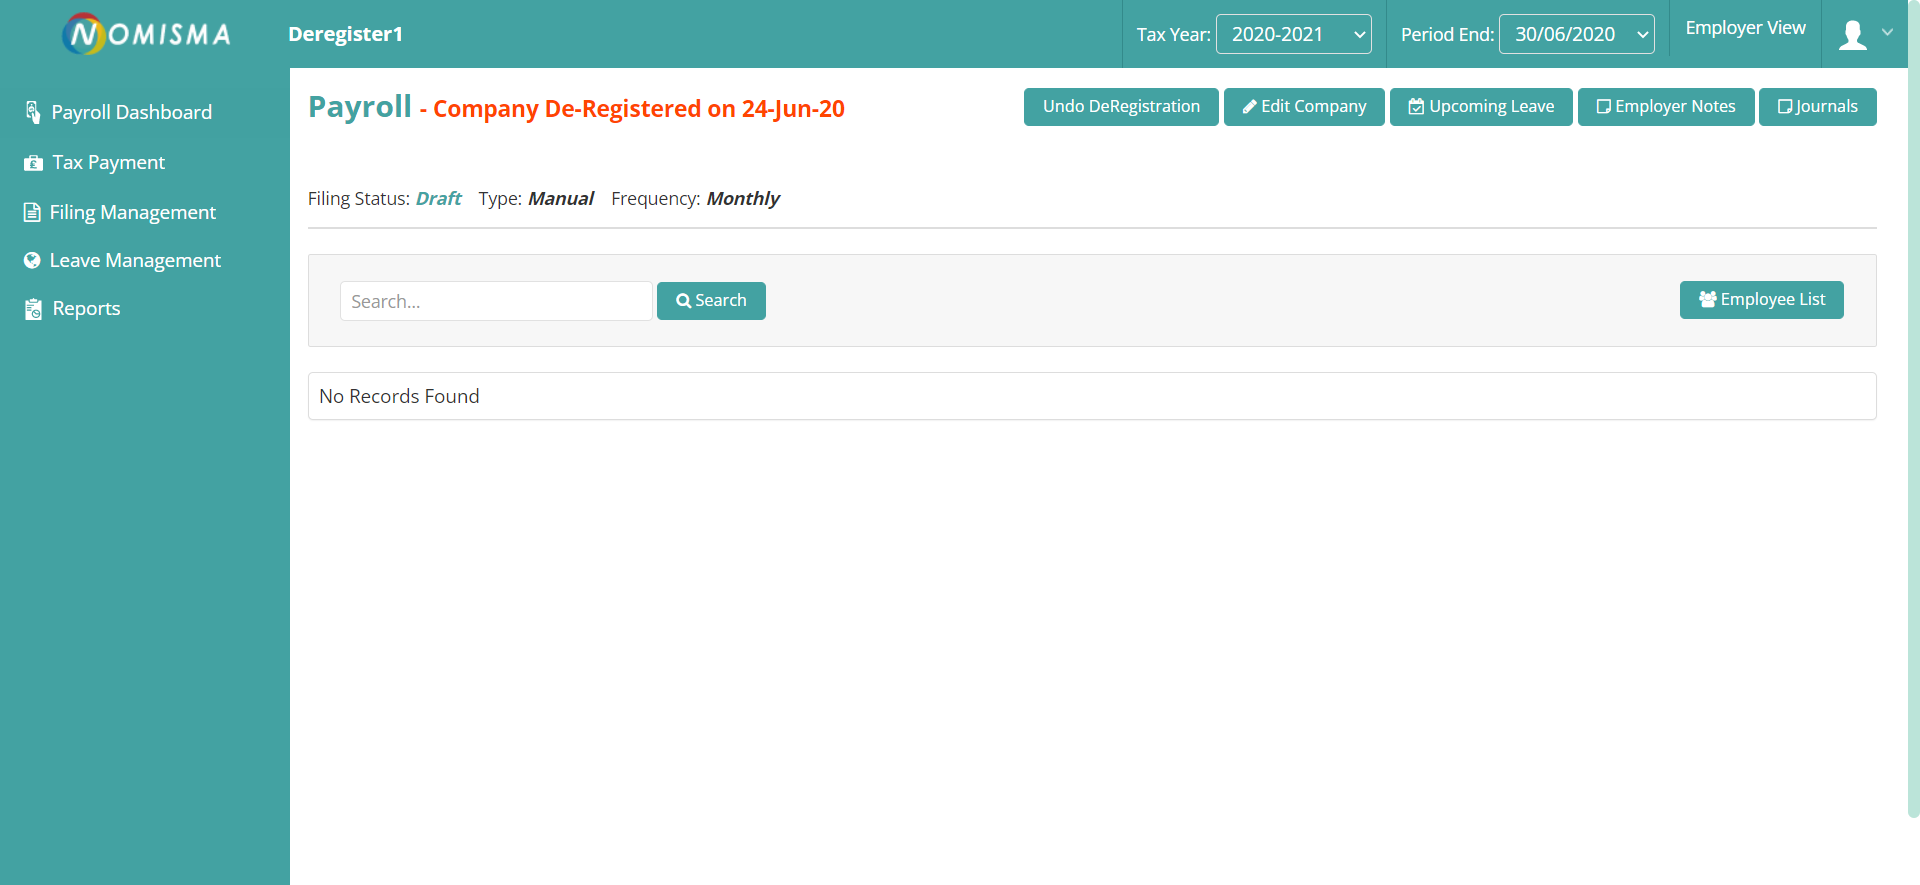 NOMISMA
Deregister1
Tax Year: 2020-2021
Period End: 30/06/2020
Employer View
Payroll Dashboard
Tax Payment
Filing Management
Leave Management
Reports
Payroll - Company De-Registered on 24-Jun-20
Undo DeRegistration
Edit Company
Upcoming Leave
Employer Notes
Journals
Filing Status: Draft Type: Manual Frequency: Monthly
Search...
Search
Employee List
No Records Found